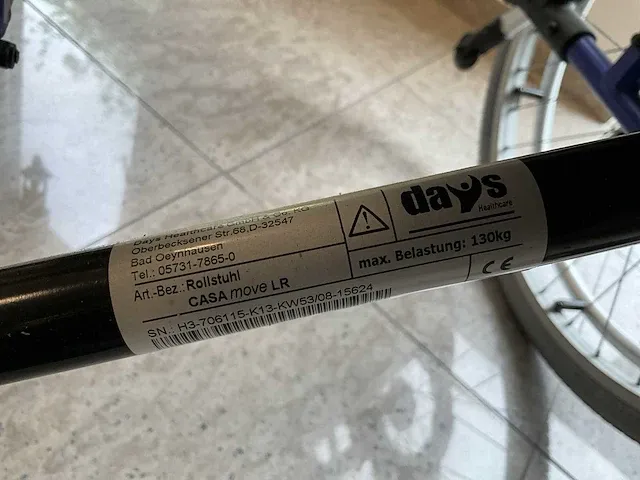 Days Healthcare GmbH & Co. KG
Oberbecksener Str.68,D-32547
Bad Oeynhausen
Tel.: 05731-7865-0
Art.-Bez.: Rollstuhl
CASA move LR
SN.: H3-706115-K13-KW53/08-15624
days
Healthcare
max. Belastung: 130kg
CE